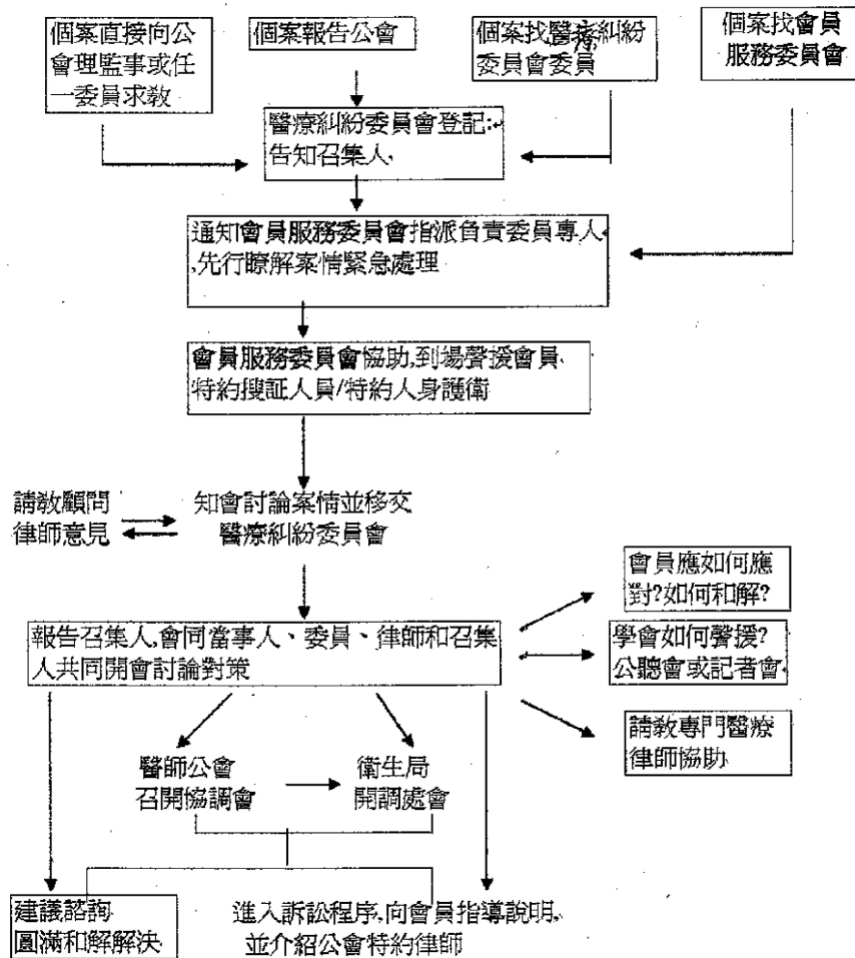 個案直接向公
會理監事或任
一委員求教
個案報告公會
個案找醫療糾紛
委員會委員
個案找會員
服務委員會
醫療糾紛委員會登記:
告知召集人
通知會員服務委員會指派負責委員專人
,先行瞭解案情緊急處理
會員服務委員會協助,到場聲援會員
特約搜証人員/特約人身護衛
請教顧問
律師意見
知會討論案情並移交
醫療糾紛委員會
會員應如何應
對?如何和解?
報告召集人,會同當事人、委員、律師和召集
人共同開會討論對策
學會如何聲援?
公聽會或記者會
請教專門醫療
律師協助
醫師公會
召開協調會
衛生局
開調處會
建議諮詢
圓滿和解解決
進入訴訟程序,向會員指導說明,
並介紹公會特約律師